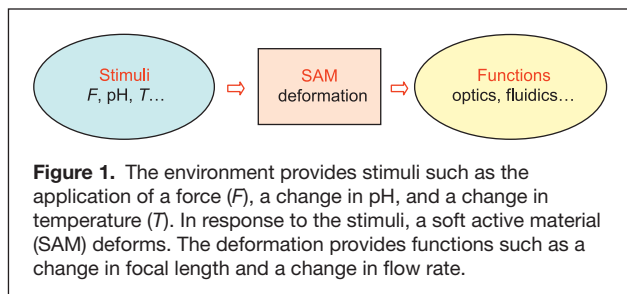 Stimuli
F, pH, T...
SAM
deformation
Functions
optics, fluidics...
Figure 1. The environment provides stimuli such as the
application of a force (F), a change in pH, and a change in
temperature (T). In response to the stimuli, a soft active material
(SAM) deforms. The deformation provides functions such as a
change in focal length and a change in flow rate.